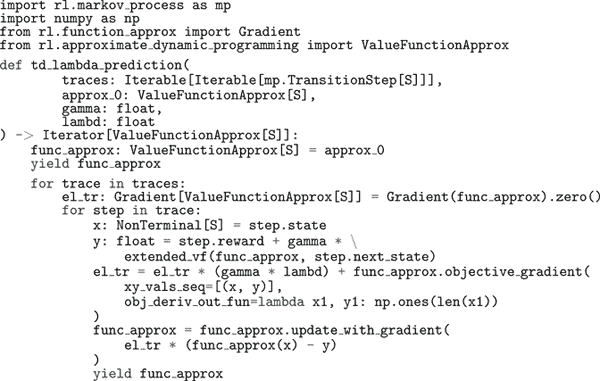 import rl.markov_process as mp
import numpy as np
from rl.function_approx import Gradient
from rl.approximate_dynamic_programming import ValueFunctionApprox
def td_lambda_prediction(
        traces: Iterable[Iterable[mp.TransitionStep[S]]],
        approx_0: ValueFunctionApprox[S],
        gamma: float,
        lambd: float
) -> Iterator[ValueFunctionApprox[S]]:
    func_approx: ValueFunctionApprox[S] = approx_0
    yield func_approx
    for trace in traces:
        el_tr: Gradient[ValueFunctionApprox[S]] = Gradient(func_approx).zero()
        for step in trace:
            x: NonTerminal[S] = step.state
            y: float = step.reward + gamma * \
                extended_vf(func_approx, step.next_state)
            el_tr = el_tr * (gamma * lambd) + func_approx.objective_gradient(
                xy_vals_seq=[(x, y)],
                obj_deriv_out_fun=lambda x1, y1: np.ones(len(x1))
            )
            func_approx = func_approx.update_with_gradient(
                el_tr * (func_approx(x) - y)
            )
            yield func_approx